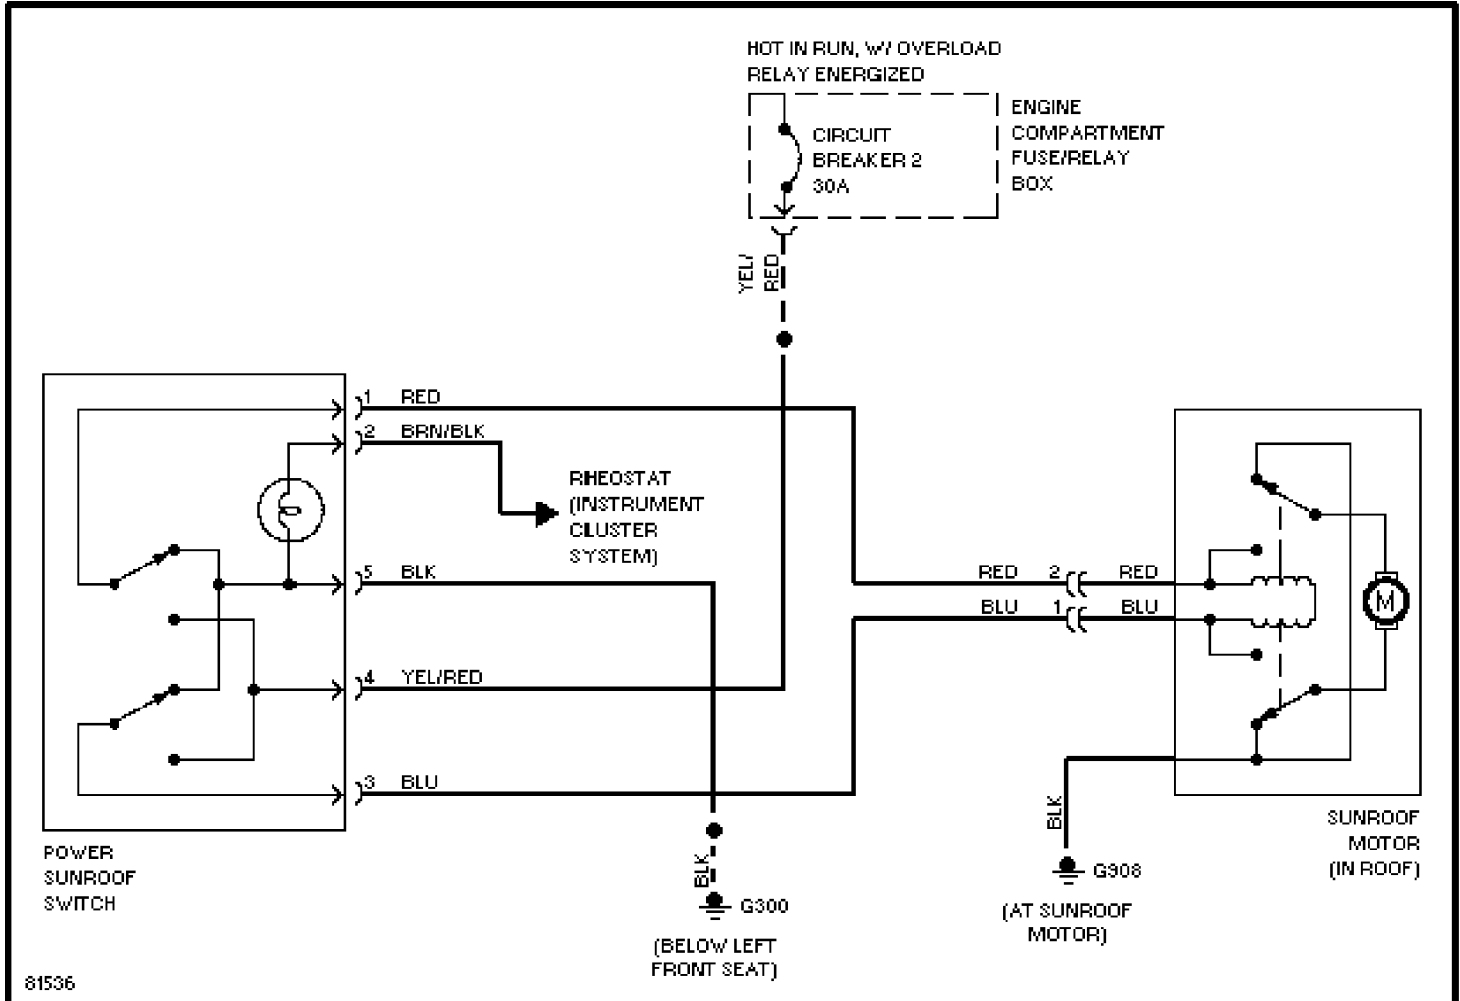 HOT IN RUN, W/ OVERLOAD
RELAY ENERGIZED
CIRCUIT
BREAKER 2
30A
ENGINE
COMPARTMENT
FUSE/RELAY
BOX
YEL/
RED
1 RED
2 BRN/BLK
RHEOSTAT
(INSTRUMENT
CLUSTER
SYSTEM)
5 BLK
RED 2 RED
BLU 1 BLU
M
4 YEL/RED
3 BLU
POWER
SUNROOF
SWITCH
BLK
G300
(BELOW LEFT
FRONT SEAT)
BLK
G908
(AT SUNROOF
MOTOR)
SUNROOF
MOTOR
(IN ROOF)
81536